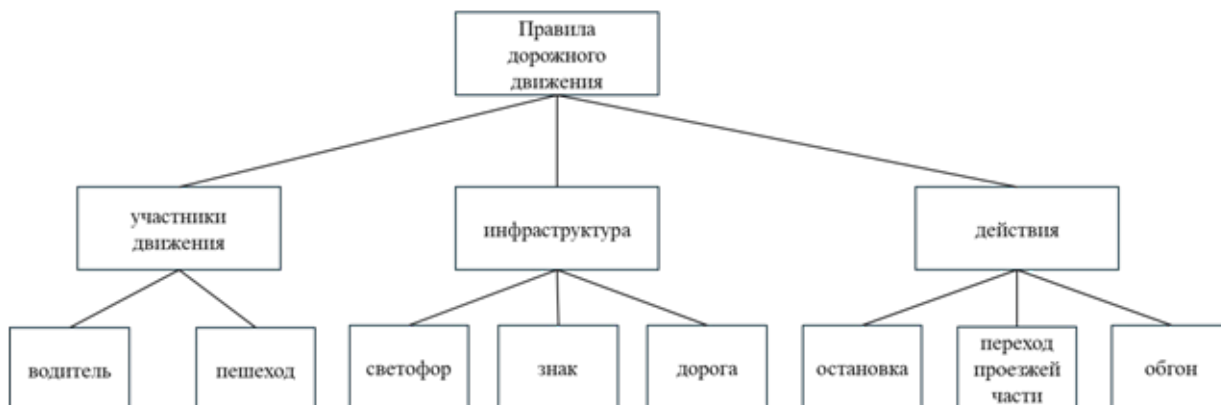 Правила
дорожного
движения
участники
движения
инфраструктура
действия
водитель
пешеход
светофор
знак
дорога
остановка
переход
проезжей
части
обгон